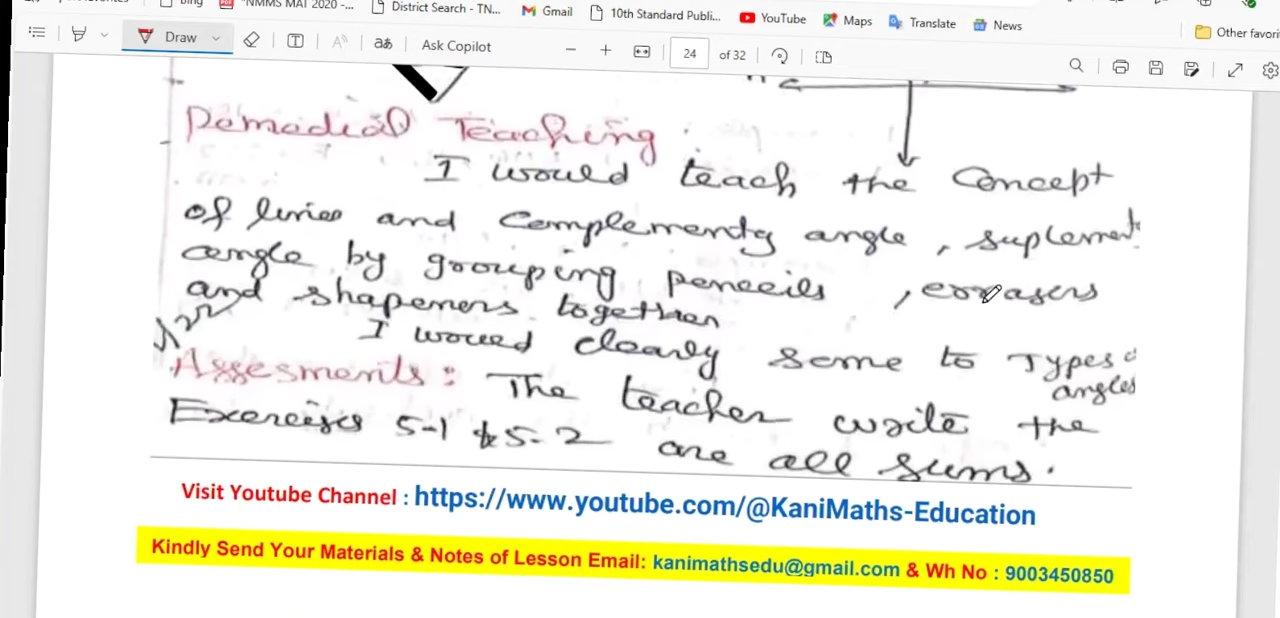 bing "NMMS MAT 2020 -... District Search - TN... Gmail 10th Standard Publi... YouTube Maps Translate News
Other favori
Draw Ask Copilot 24 of 32
Remedial Teaching :
I would teach the Concept
of lines and Complementy angle, suplement
angle by grouping penceils, errasers
and shapeners together
I would clearly some to Types
angles
Assesments: The teacher write the
Exercises 5-1 & 5-2 are all sums.
Visit Youtube Channel : https://www.youtube.com/@KaniMaths-Education
Kindly Send Your Materials & Notes of Lesson Email: kanimathsedu@gmail.com & Wh No : 9003450850